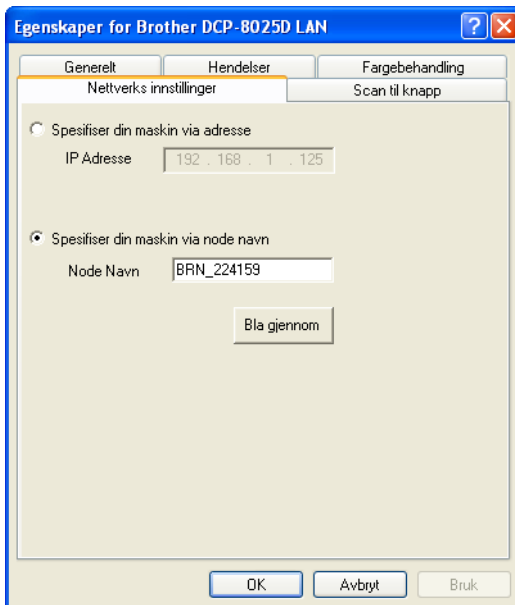 Egenskaper for Brother DCP-8025D LAN
Generelt Hendelser Fargebehandling
Nettverks innstillinger Scan til knapp
Spesifiser din maskin via adresse
IP Adresse 192 . 168 . 1 . 125
Spesifiser din maskin via node navn
Node Navn BRN_224159
Bla gjennom
OK Avbryt Bruk